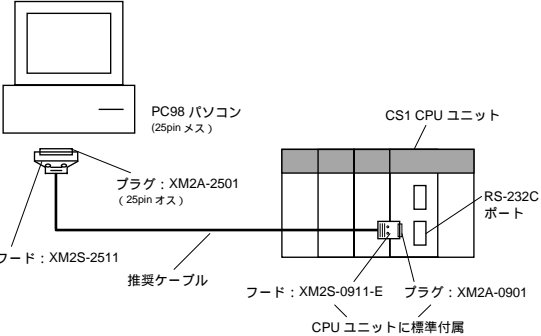 PC98 パソコン
(25pin メス)
CS1 CPU ユニット
プラグ：XM2A-2501
(25pin オス)
RS-232C
ポート
フード：XM2S-2511
推奨ケーブル
フード：XM2S-0911-E
プラグ：XM2A-0901
CPU ユニットに標準付属